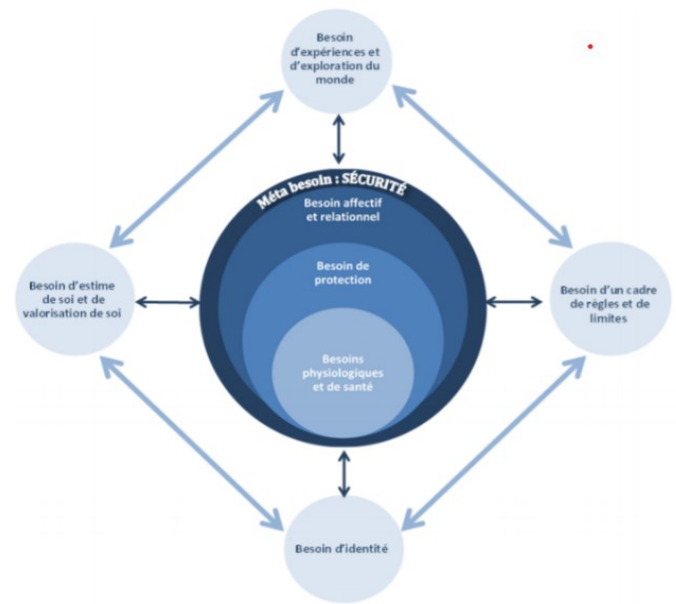 Besoin
d'expériences et
d'exploration du
monde
Méta besoin : SÉCURITÉ
Besoin affectif
et relationnel
Besoin de
protection
Besoins
physiologiques
et de santé
Besoin d'estime
de soi et de
valorisation de soi
Besoin d'un cadre
de règles et de
limites
Besoin d'identité